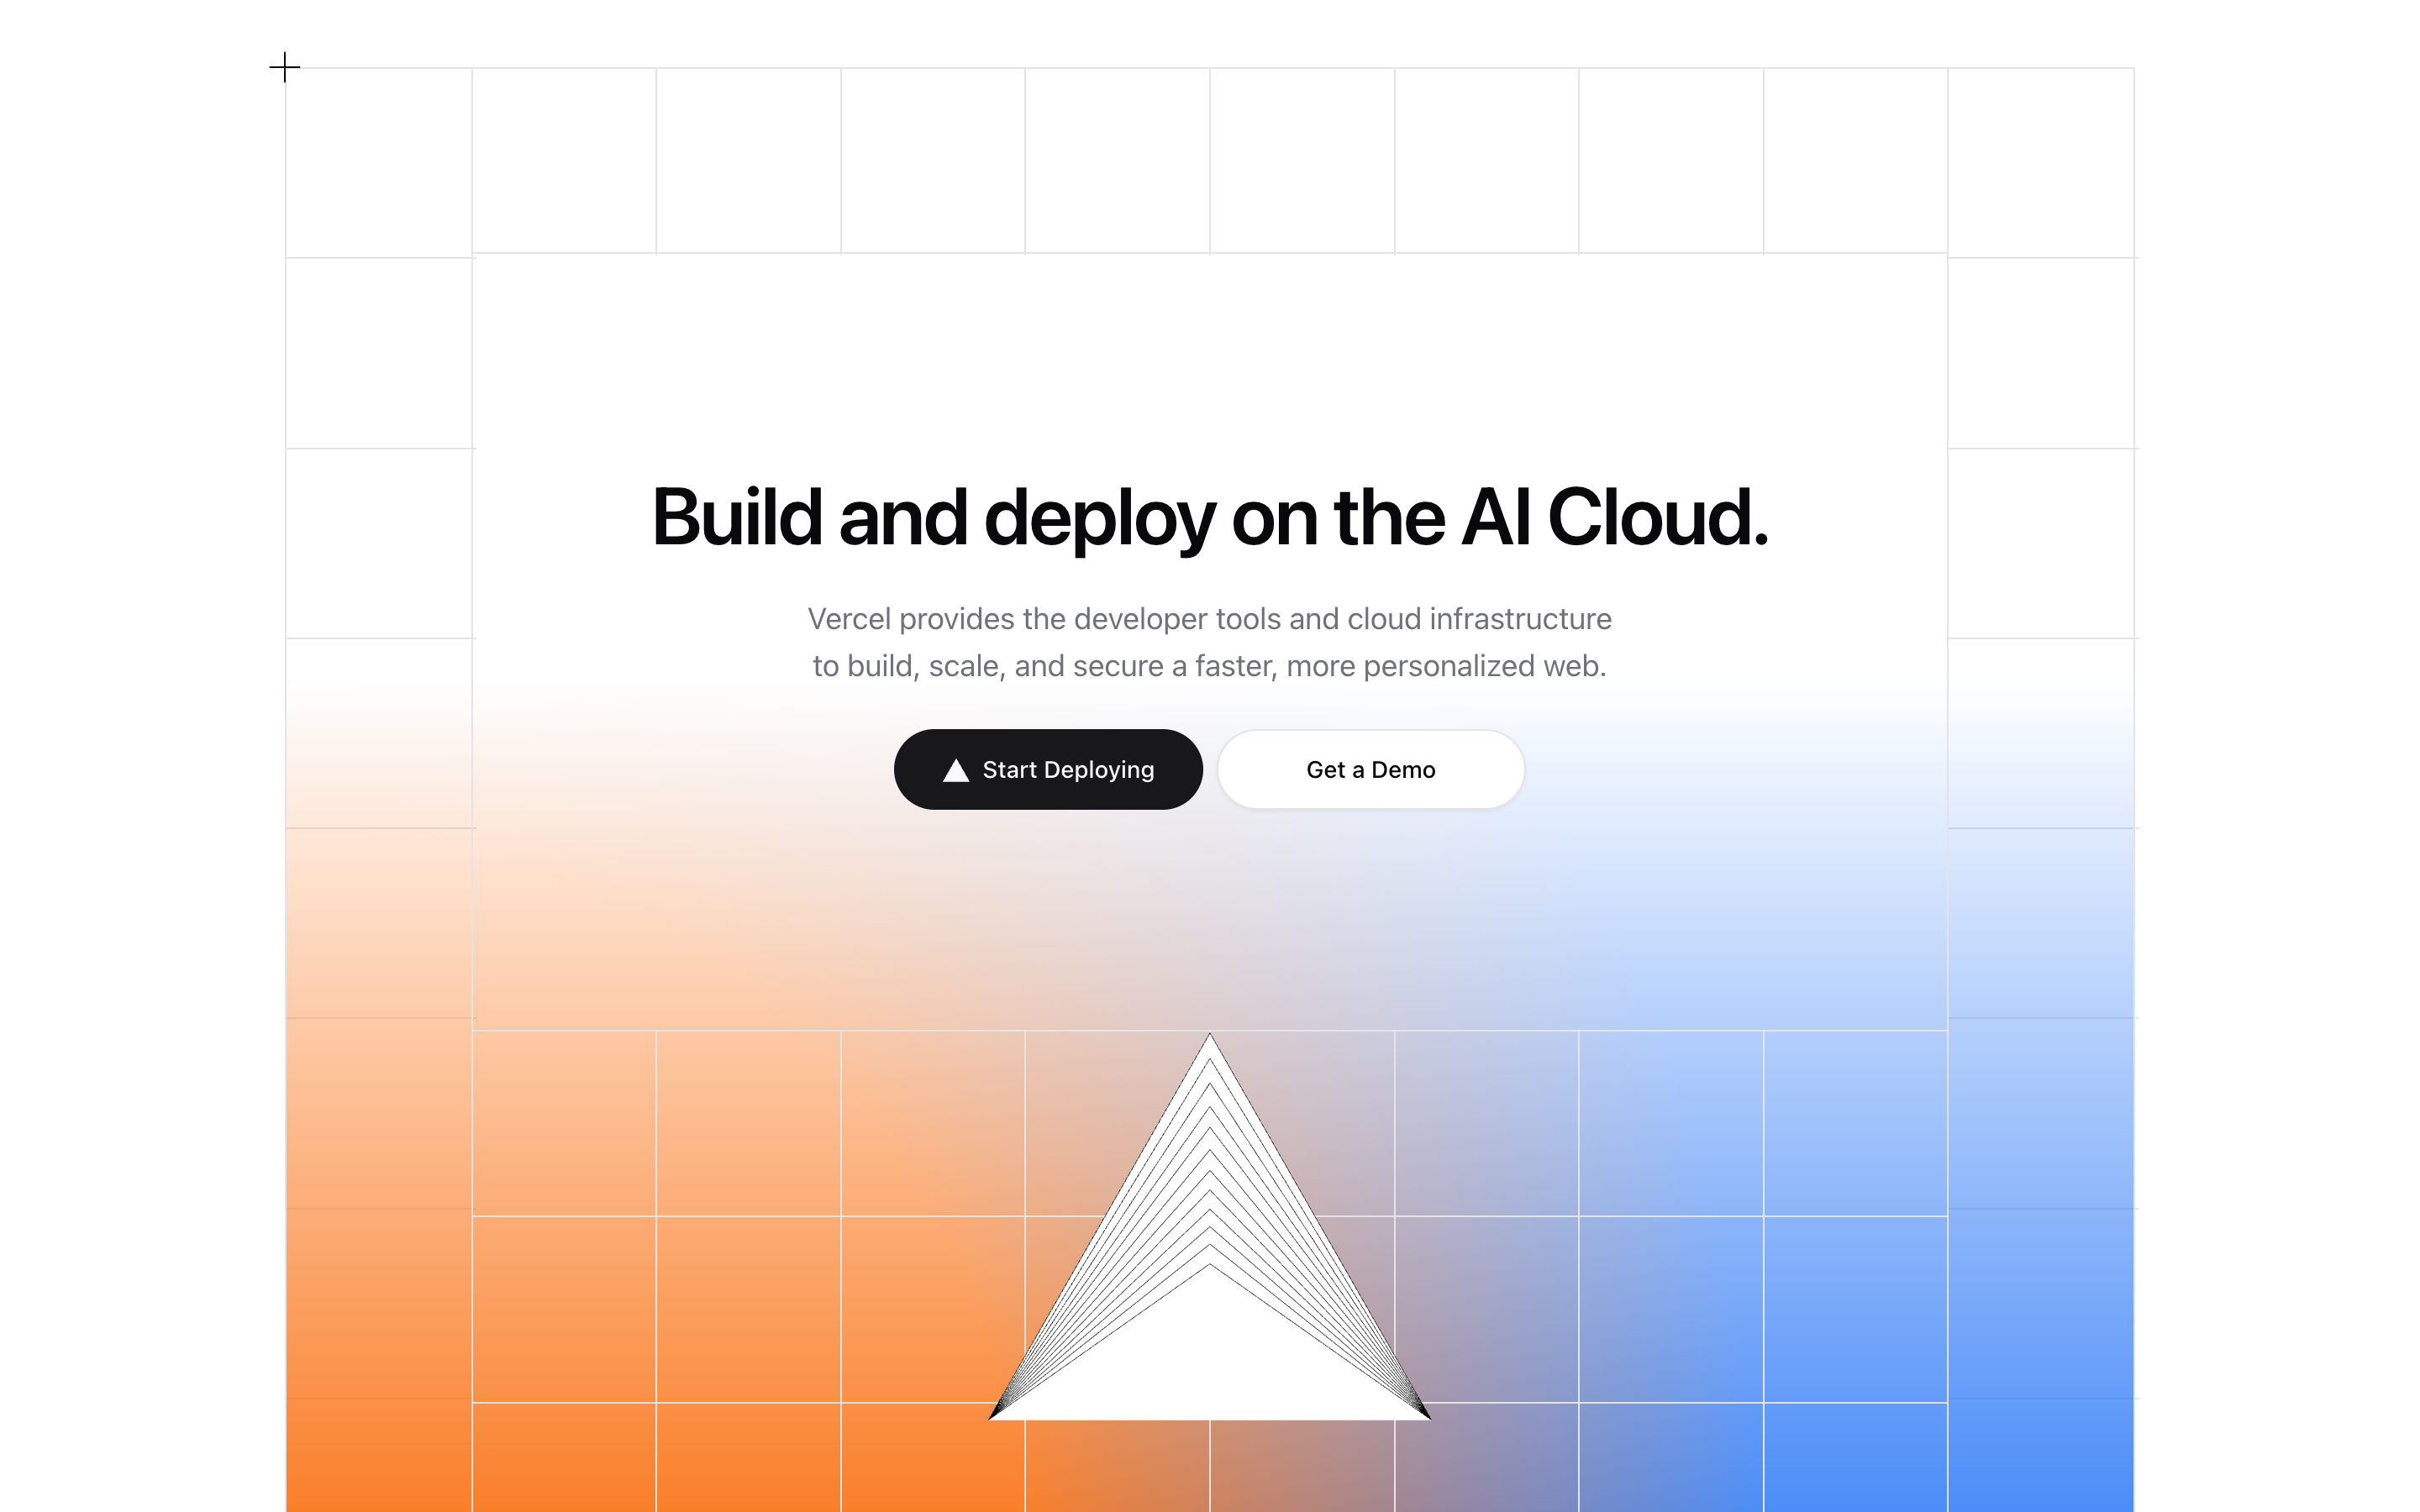 Build and deploy on the AI Cloud.
Vercel provides the developer tools and cloud infrastructure
to build, scale, and secure a faster, more personalized web.
Start Deploying
Get a Demo